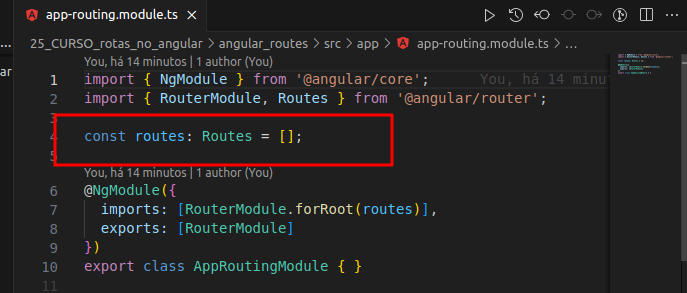 app-routing.module.ts ×
25_CURSO_rotas_no_angular > angular_routes > src > app > app-routing.module.ts > ...
You, há 14 minutos | 1 author (You)
1 import { NgModule } from '@angular/core'; You, há 14 minut
2 import { RouterModule, Routes } from '@angular/router';
3
4 const routes: Routes = [];
5
You, há 14 minutos | 1 author (You)
6 @NgModule({
7 imports: [RouterModule.forRoot(routes)],
8 exports: [RouterModule]
9 })
10 export class AppRoutingModule { }
11